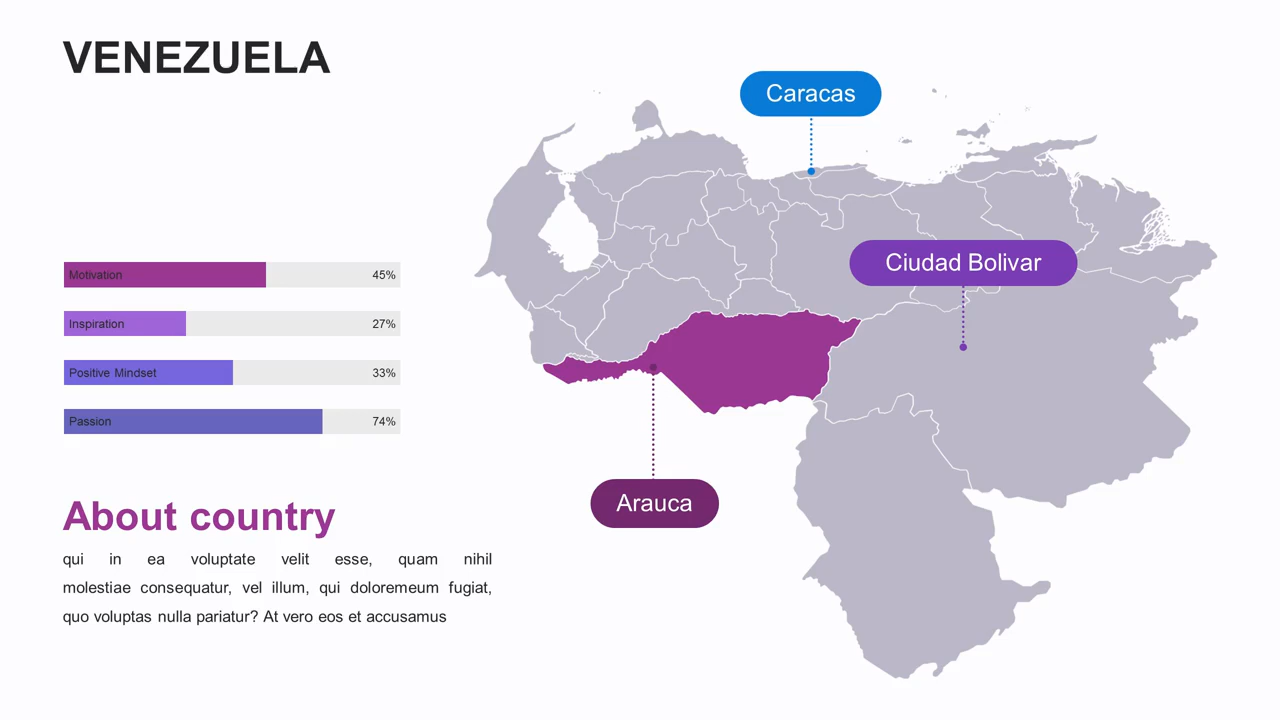 VENEZUELA
Caracas
Ciudad Bolivar
Motivation 45%
Inspiration 27%
Positive Mindset 33%
Passion 74%
Arauca
About country
qui in ea voluptate velit esse, quam nihil
molestiae consequatur, vel illum, qui doloremeum fugiat,
quo voluptas nulla pariatur? At vero eos et accusamus